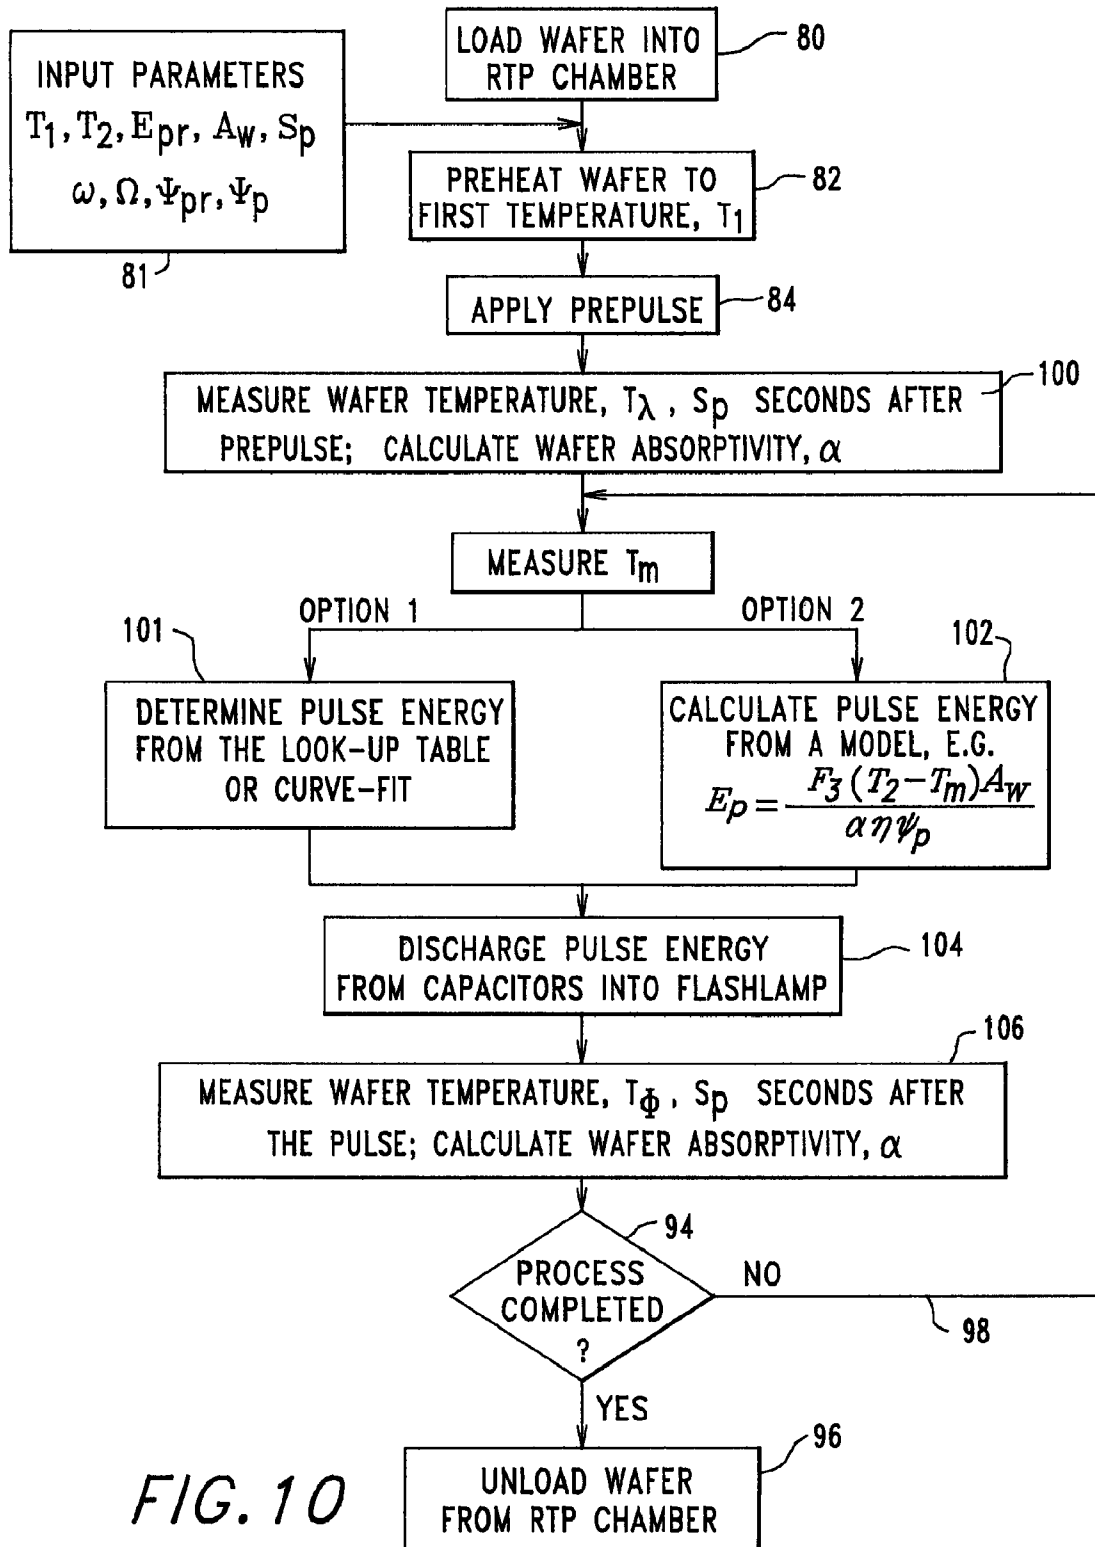 LOAD WAFER INTO
RTP CHAMBER
80
INPUT PARAMETERS
T1, T2, Epr, Aw, Sp
ω, Ω, Ψpr, Ψp
81
PREHEAT WAFER TO
FIRST TEMPERATURE, T1
82
APPLY PREPULSE
84
MEASURE WAFER TEMPERATURE, Tλ, Sp SECONDS AFTER
PREPULSE; CALCULATE WAFER ABSORPTIVITY, α
100
MEASURE Tm
OPTION 1
OPTION 2
101
DETERMINE PULSE ENERGY
FROM THE LOOK-UP TABLE
OR CURVE-FIT
102
CALCULATE PULSE ENERGY
FROM A MODEL, E.G.
Ep = F3 (T2-Tm)Aw / αηψp
DISCHARGE PULSE ENERGY
FROM CAPACITORS INTO FLASHLAMP
104
MEASURE WAFER TEMPERATURE, TΦ, Sp SECONDS AFTER
THE PULSE; CALCULATE WAFER ABSORPTIVITY, α
106
PROCESS
COMPLETED
?
94
NO
98
YES
UNLOAD WAFER
FROM RTP CHAMBER
96
FIG. 10